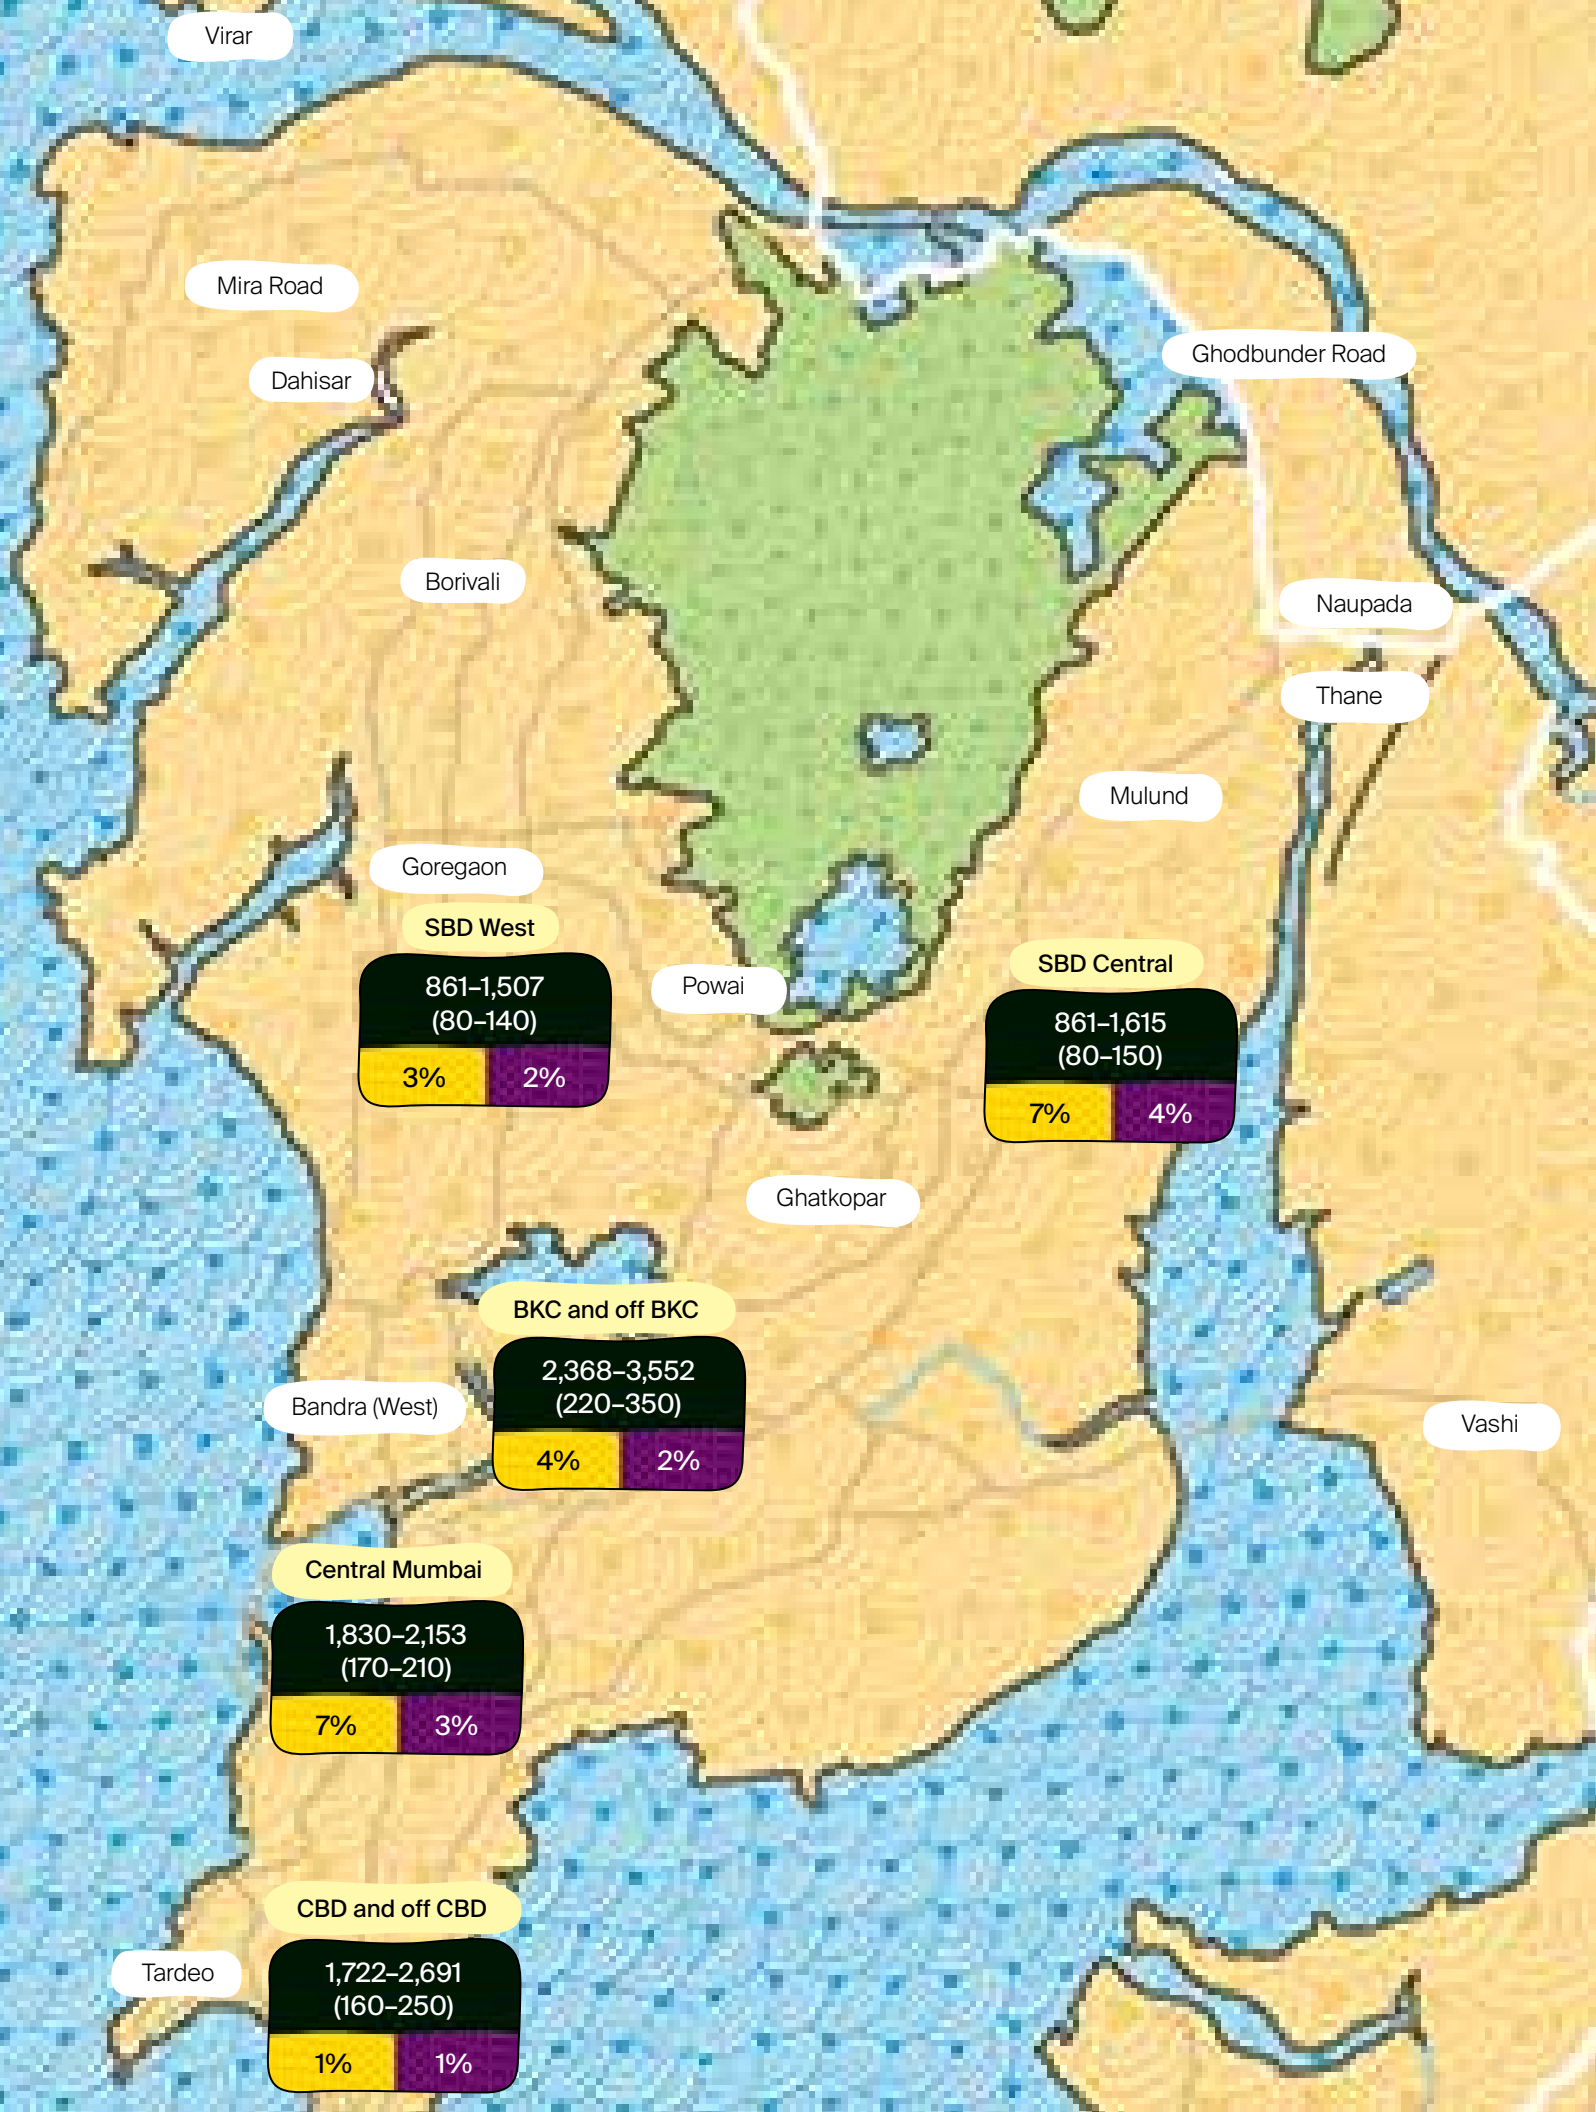 Virar
Mira Road
Dahisar
Ghodbunder Road
Borivali
Naupada
Thane
Mulund
Goregaon
SBD West
861–1,507
(80–140)
3% 2%
Powai
SBD Central
861–1,615
(80–150)
7% 4%
Ghatkopar
BKC and off BKC
2,368–3,552
(220–350)
4% 2%
Bandra (West)
Vashi
Central Mumbai
1,830–2,153
(170–210)
7% 3%
CBD and off CBD
Tardeo
1,722–2,691
(160–250)
1% 1%